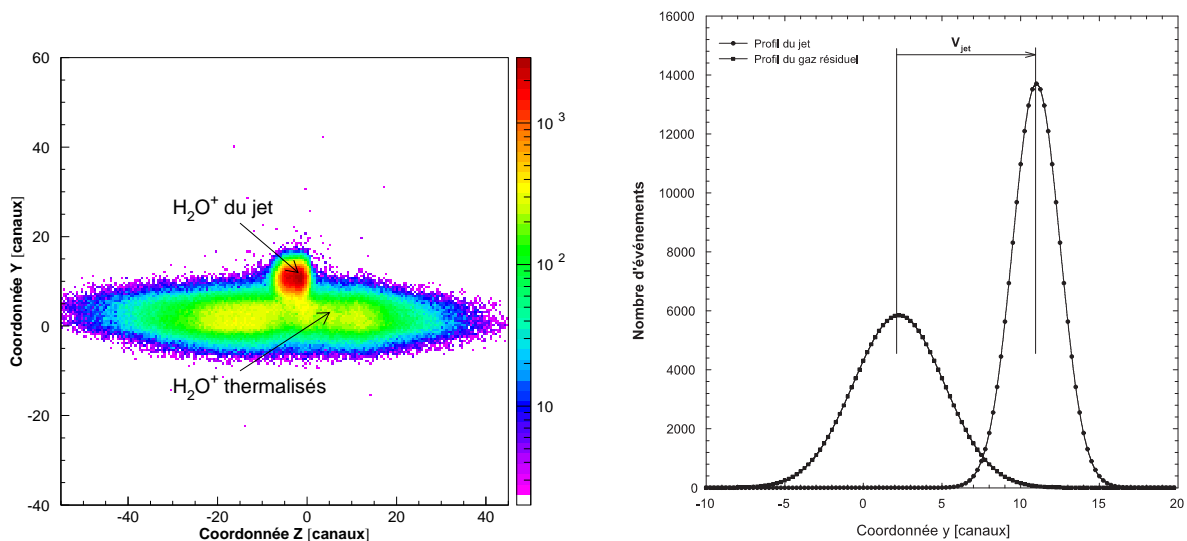 60
40
20
0
-20
-40
Coordonnée Y [canaux]
H2O+ du jet
H2O+ thermalisés
-40 -20 0 20 40
Coordonnée Z [canaux]
10 3
10 2
10
16000
14000
12000
10000
8000
6000
4000
2000
0
Nombre d'événements
Profil du jet
Profil du gaz résiduel
Vjet
-10 -5 0 5 10 15 20
Coordonnée y [canaux]